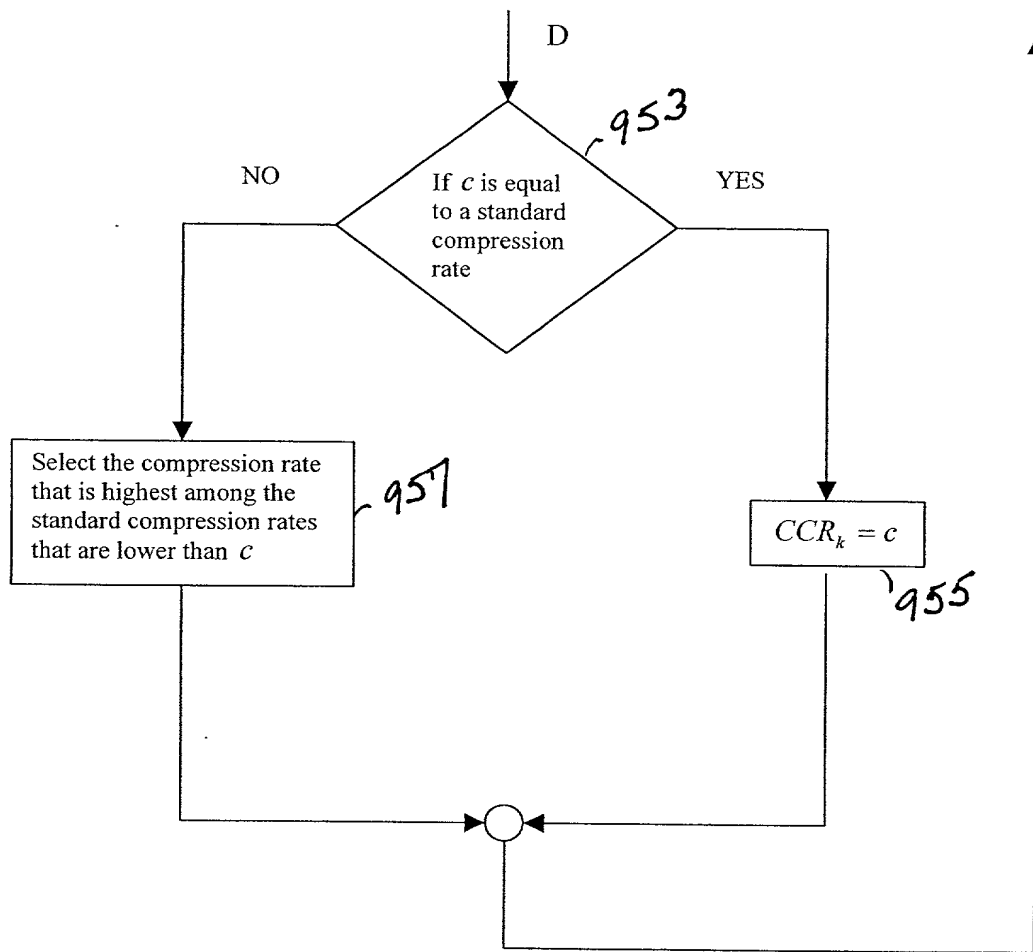 D
953
NO
YES
If c is equal
to a standard
compression
rate
Select the compression rate
that is highest among the
standard compression rates
that are lower than c
957
CCRₖ = c
955